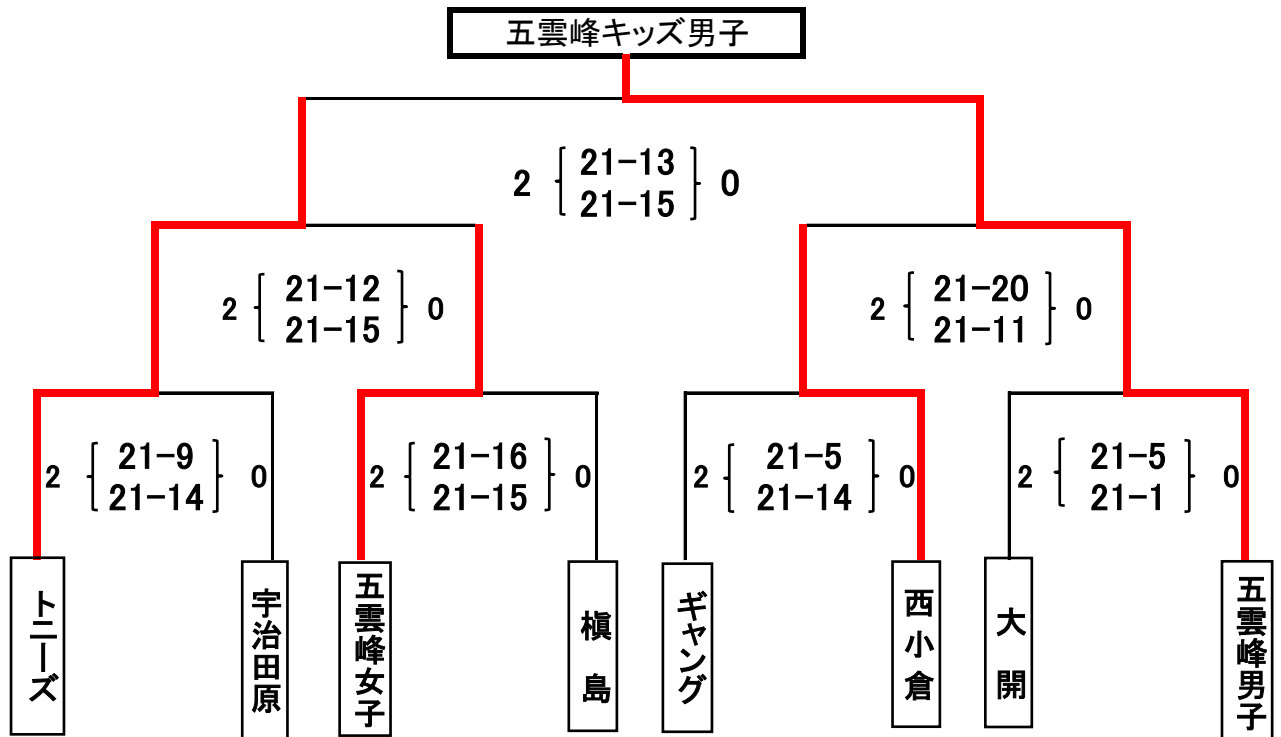 五雲峰キッズ男子
2 21-13 0
21-15
2 21-12 0
21-15
2 21-20 0
21-11
2 21-9 0
21-14
2 21-16 0
21-15
2 21-5 0
21-14
2 21-5 0
21-1
トニーズ
宇治田原
五雲峰女子
槇島
ギャング
西小倉
大開
五雲峰男子